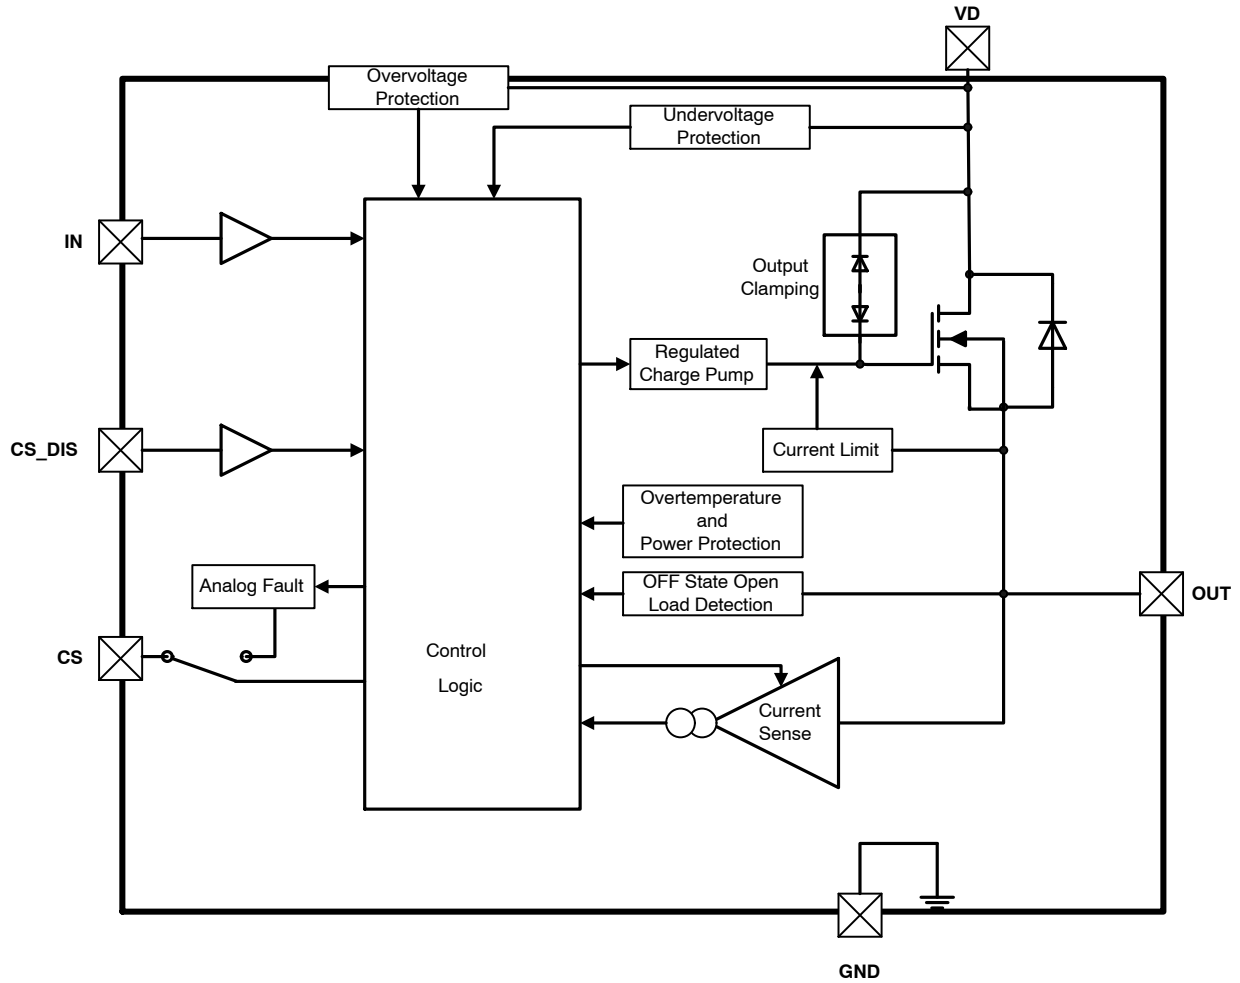 VD
Overvoltage
Protection
Undervoltage
Protection
IN
Output
Clamping
Regulated
Charge Pump
CS_DIS
Current Limit
Overtemperature
and
Power Protection
Analog Fault
OFF State Open
Load Detection
OUT
CS
Control
Logic
Current
Sense
GND